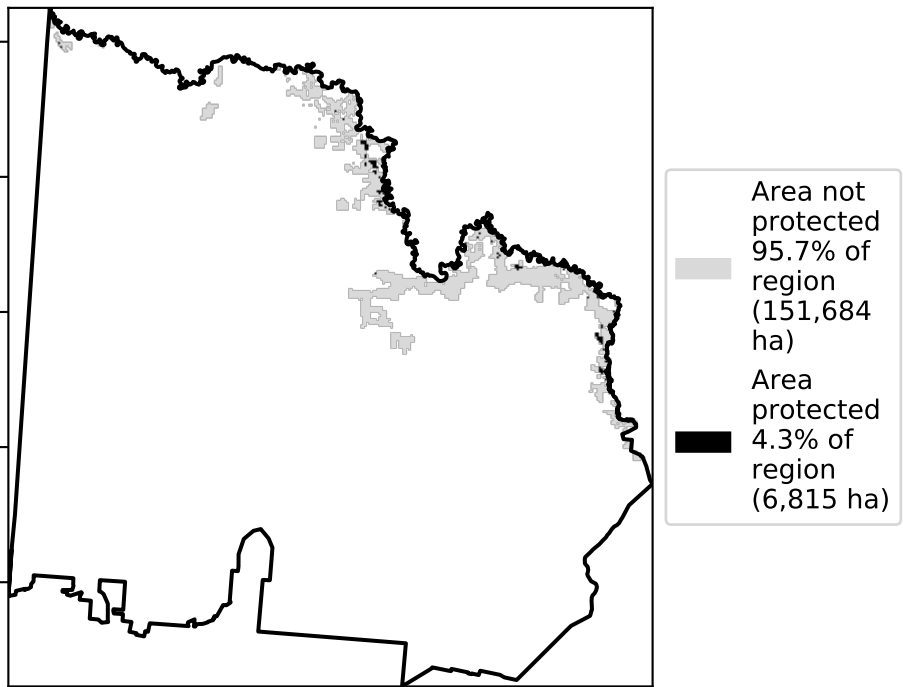 Area not
protected
95.7% of
region
(151,684
ha)
Area
protected
4.3% of
region
(6,815 ha)